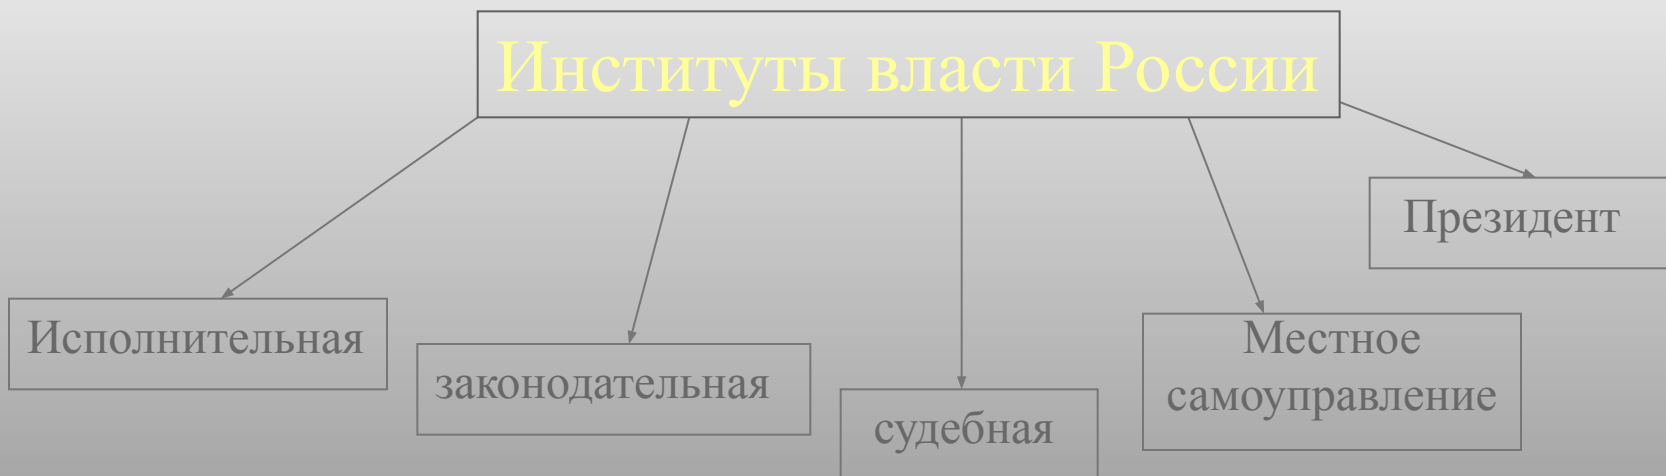 Институты власти России
Президент
Исполнительная
законодательная
судебная
Местное
самоуправление